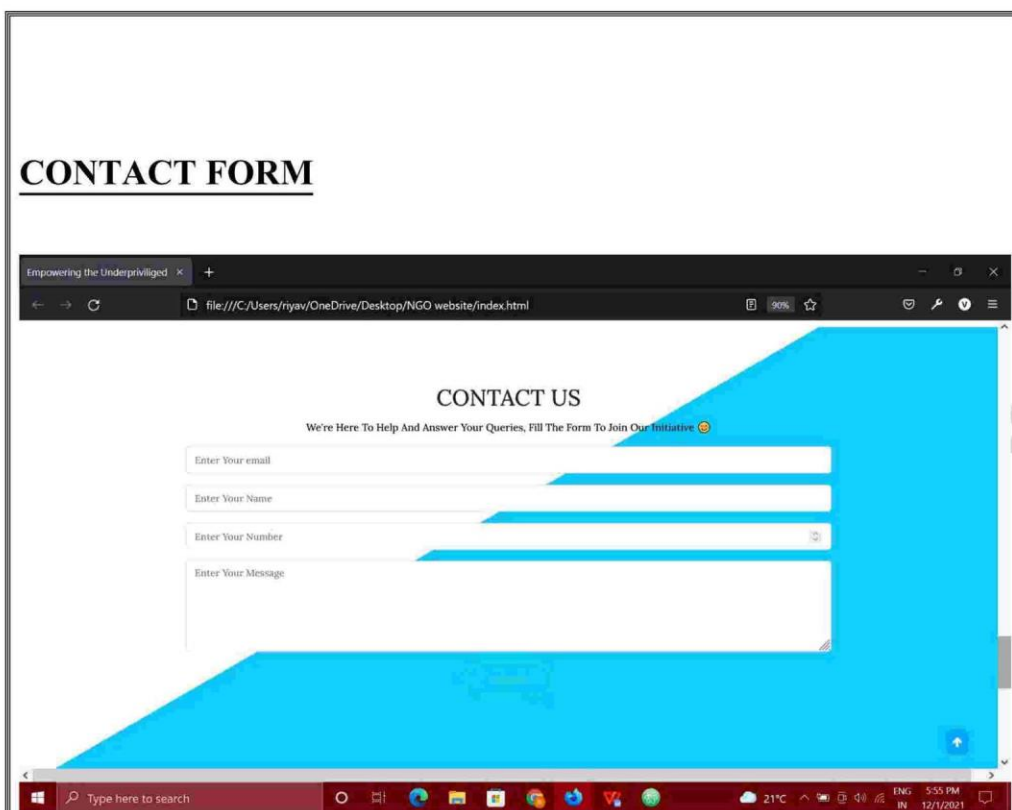 CONTACT FORM
Empowering the Underpriviliged
file:///C:/Users/riyav/OneDrive/Desktop/NGO website/index.html
90%
V
CONTACT US
We're Here To Help And Answer Your Queries, Fill The Form To Join Our Initiative 😊
Enter Your email
Enter Your Name
Enter Your Number
Enter Your Message
Type here to search
21°C
ENG
IN
5:55 PM
12/1/2021